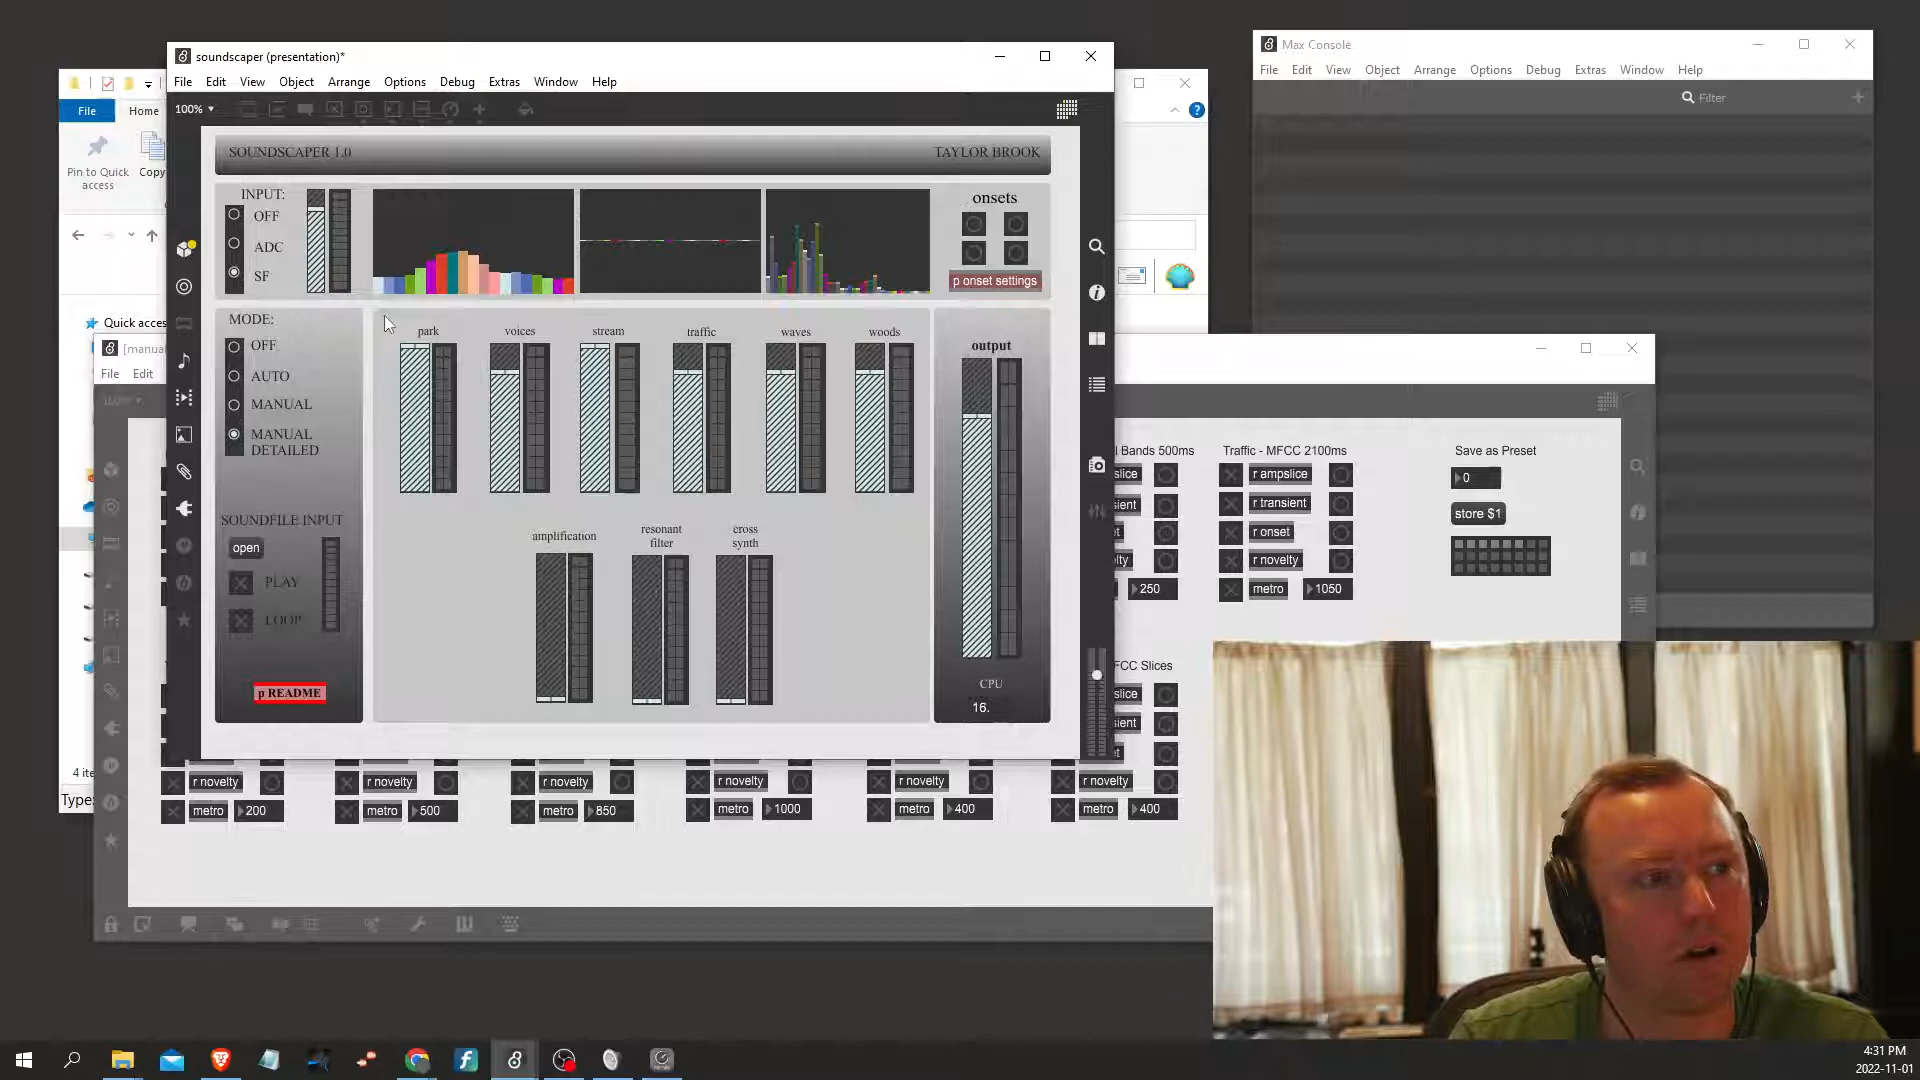 soundscaper (presentation)*
File Edit View Object Arrange Options Debug Extras Window Help
100%
SOUNDSCAPER 1.0
TAYLOR BROOK
INPUT:
OFF
ADC
SF
onsets
p onset settings
MODE:
OFF
AUTO
MANUAL
MANUAL
DETAILED
park
voices
stream
traffic
waves
woods
output
SOUNDFILE INPUT
open
PLAY
LOOP
p README
amplification
resonant
filter
cross
synth
CPU
16.
File
Home
Pin to Quick
access
Copy
Quick acces
[manua
File Edit
4 ite
Type:
Max Console
File Edit View Object Arrange Options Debug Extras Window Help
Filter
l Bands 500ms
Traffic - MFCC 2100ms
Save as Preset
r ampslice
r transient
r onset
r novelty
metro
1050
250
0
store $1
FCC Slices
r novelty
metro
200
r novelty
metro
500
r novelty
metro
850
r novelty
metro
1000
r novelty
metro
400
r novelty
metro
400
4:31 PM
2022-11-01